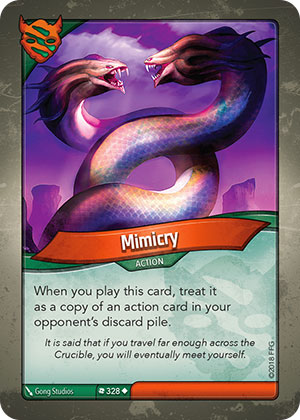 Mimicry
ACTION
When you play this card, treat it
as a copy of an action card in your
opponent's discard pile.
It is said that if you travel far enough across the
Crucible, you will eventually meet yourself.
©2018 FFG
Gong Studios
328